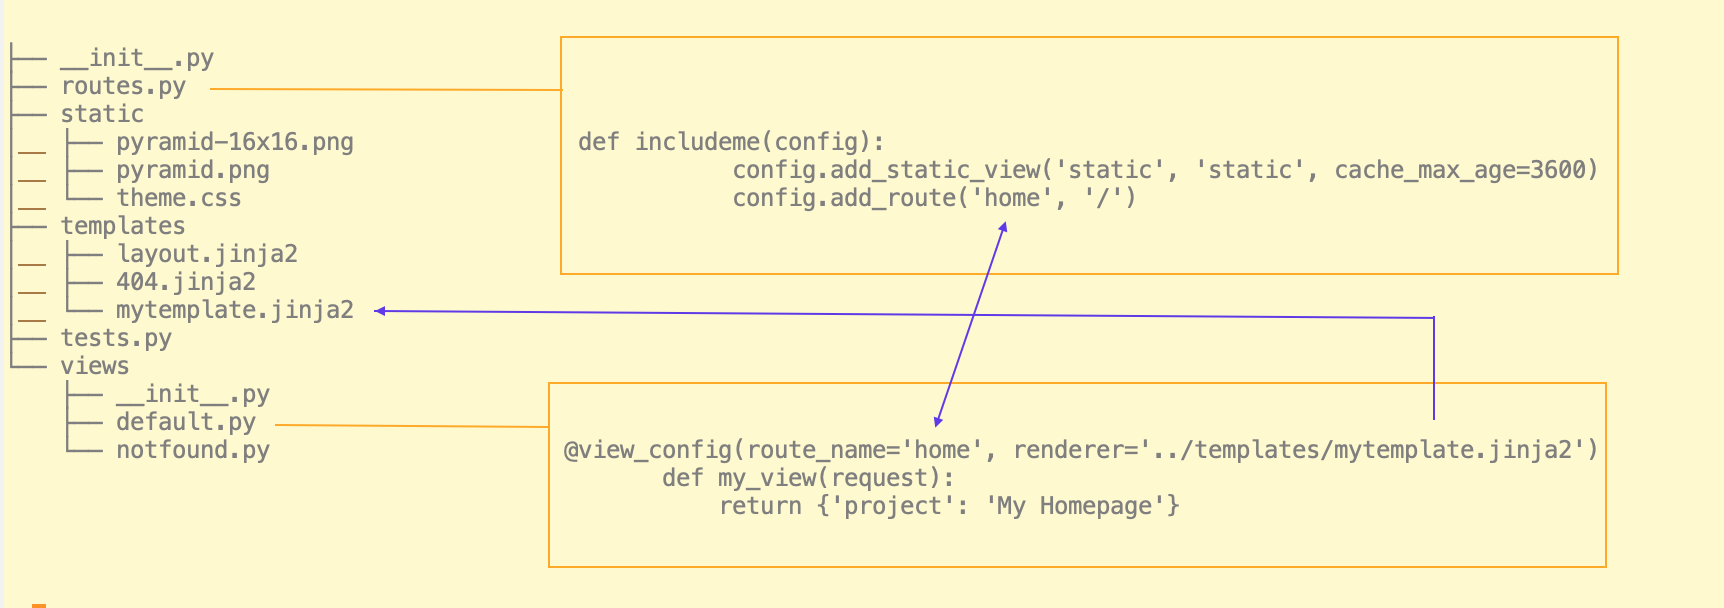 ├── __init__.py
├── routes.py
├── static
│   ├── pyramid-16x16.png
│   ├── pyramid.png
│   └── theme.css
├── templates
│   ├── layout.jinja2
│   ├── 404.jinja2
│   └── mytemplate.jinja2
├── tests.py
└── views
    ├── __init__.py
    ├── default.py
    └── notfound.py
def includeme(config):
config.add_static_view('static', 'static', cache_max_age=3600)
config.add_route('home', '/')
@view_config(route_name='home', renderer='../templates/mytemplate.jinja2')
def my_view(request):
return {'project': 'My Homepage'}